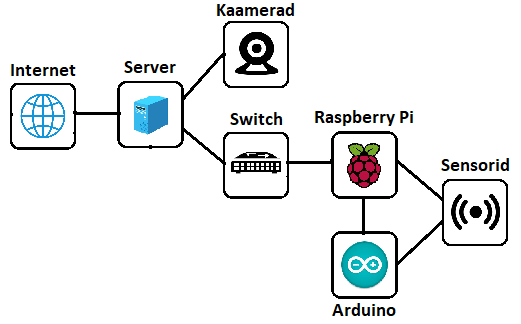 Kaamerad
Internet
Server
Switch
Raspberry Pi
Sensorid
Arduino